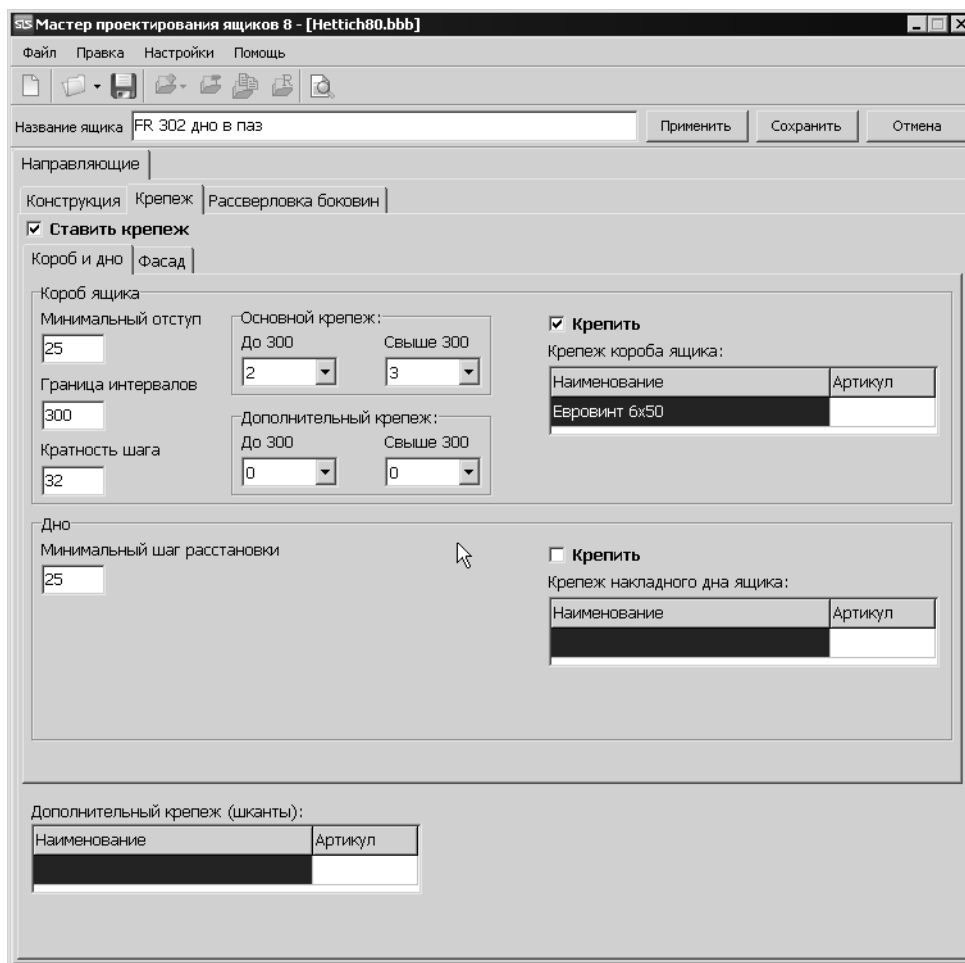 SLS Мастер проектирования ящиков 8 - [Hettich80.bbb]
Файл Правка Настройки Помощь
Название ящика FR 302 дно в паз Применить Сохранить Отмена
Направляющие
Конструкция Крепеж Рассверловка боковин
Ставить крепеж
Короб и дно Фасад
Короб ящика
Минимальный отступ
25
Граница интервалов
300
Кратность шага
32
Основной крепеж:
До 300 Свыше 300
2 3
Дополнительный крепеж:
До 300 Свыше 300
0 0
Крепить
Крепеж короба ящика:
Наименование Артикул
Евровинт 6х50
Дно
Минимальный шаг расстановки
25
Крепить
Крепеж накладного дна ящика:
Наименование Артикул
Дополнительный крепеж (шканты):
Наименование Артикул